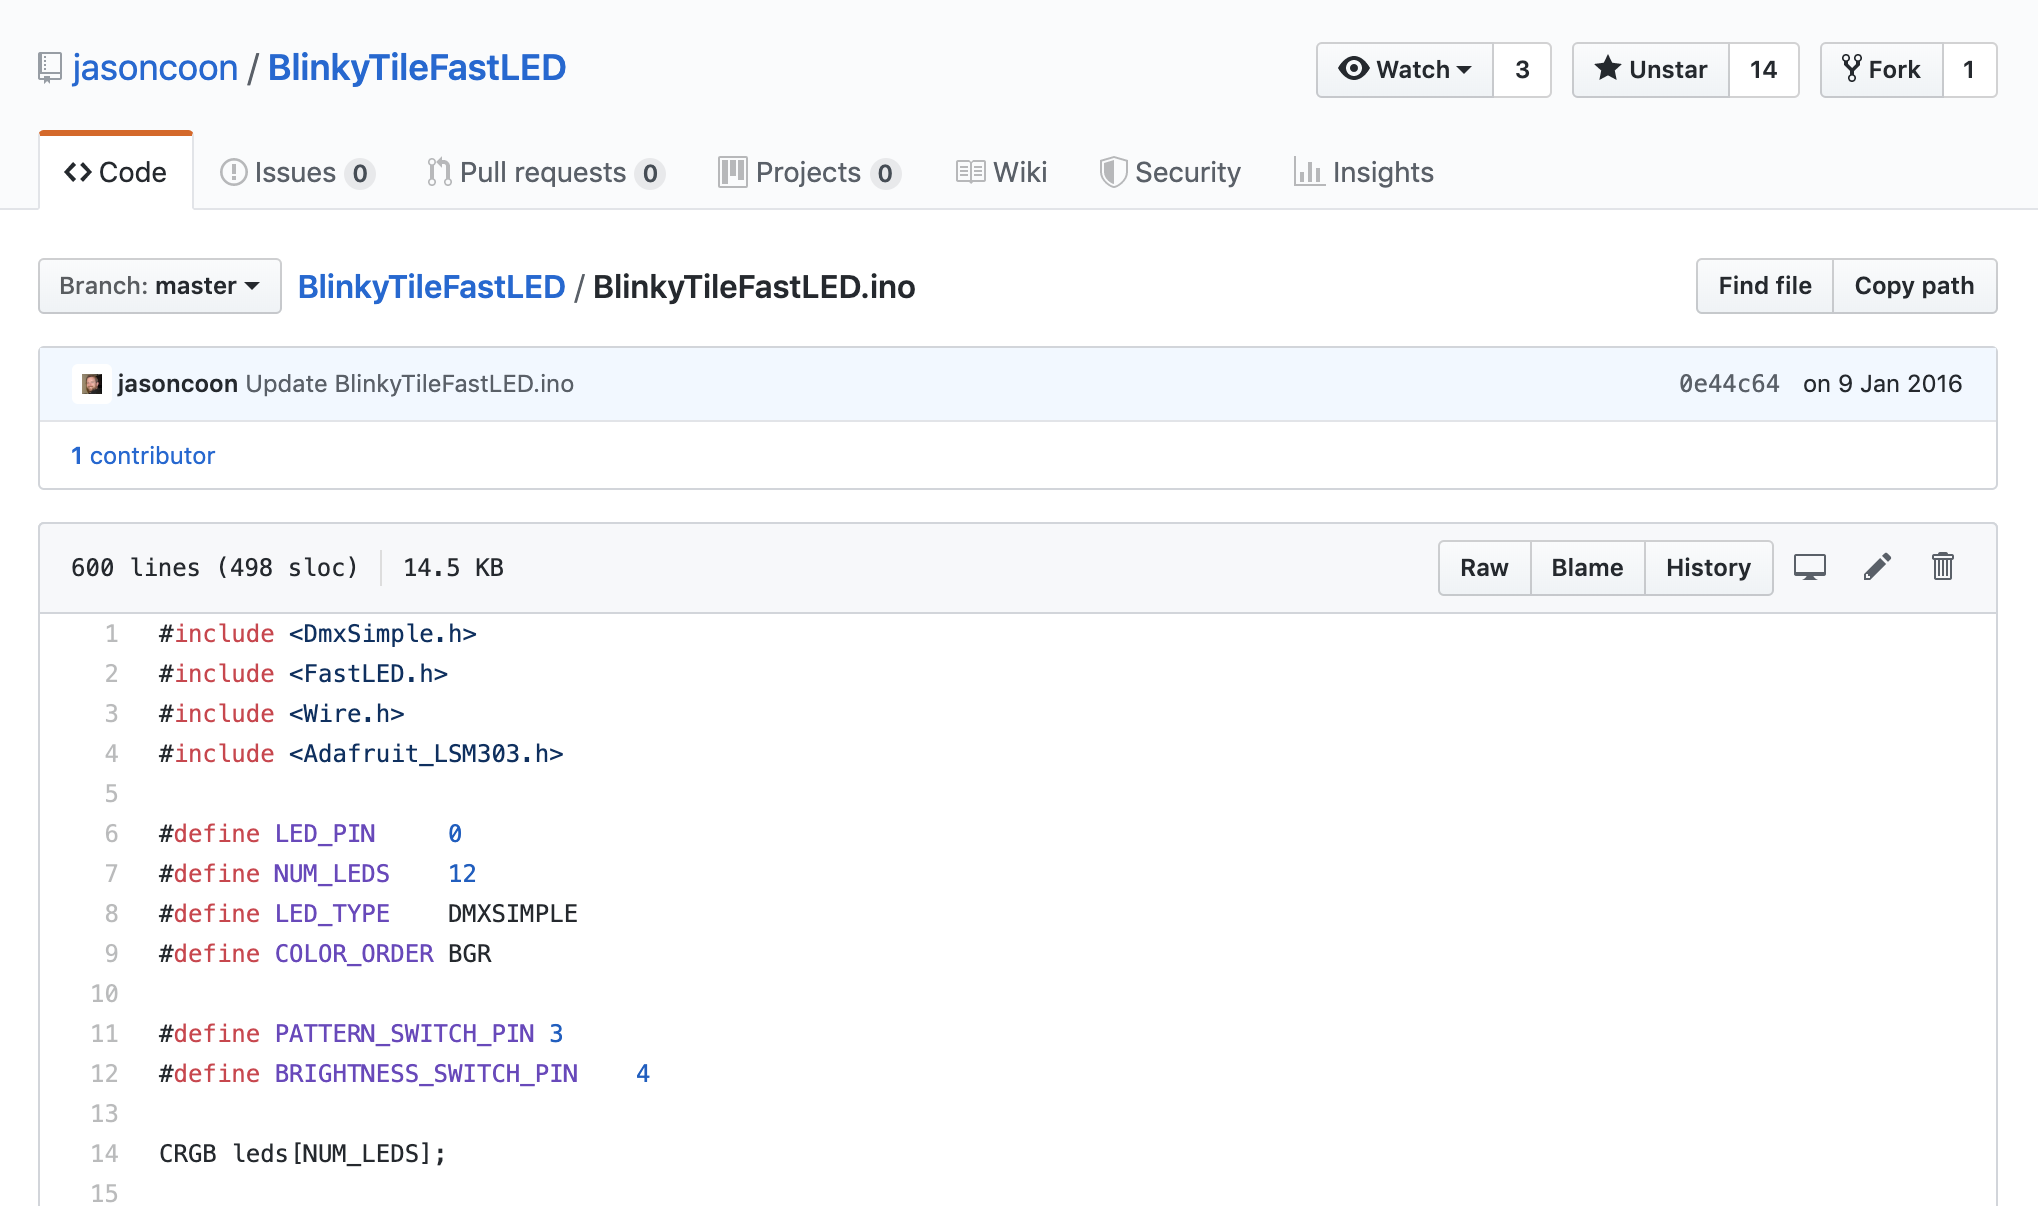 jasoncoon / BlinkyTileFastLED
Watch 3 Unstar 14 Fork 1
Code Issues 0 Pull requests 0 Projects 0 Wiki Security Insights
Branch: master BlinkyTileFastLED / BlinkyTileFastLED.ino Find file Copy path
jasoncoon Update BlinkyTileFastLED.ino 0e44c64 on 9 Jan 2016
1 contributor
600 lines (498 sloc) 14.5 KB Raw Blame History
1 #include <DmxSimple.h>
2 #include <FastLED.h>
3 #include <Wire.h>
4 #include <Adafruit_LSM303.h>
5
6 #define LED_PIN 0
7 #define NUM_LEDS 12
8 #define LED_TYPE DMXSIMPLE
9 #define COLOR_ORDER BGR
10
11 #define PATTERN_SWITCH_PIN 3
12 #define BRIGHTNESS_SWITCH_PIN 4
13
14 CRGB leds[NUM_LEDS];
15